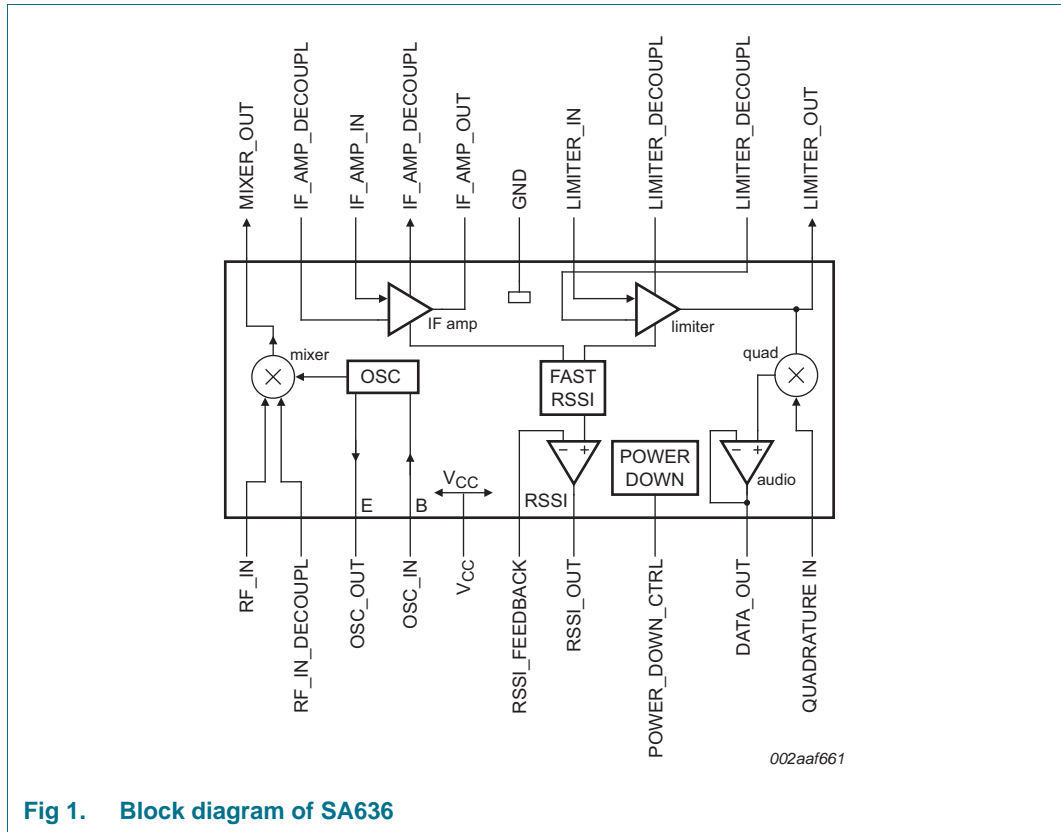 MIXER_OUT
IF_AMP_DECOUPL
IF_AMP_IN
IF_AMP_DECOUPL
IF_AMP_OUT
GND
LIMITER_IN
LIMITER_DECOUPL
LIMITER_DECOUPL
LIMITER_OUT
IF amp
limiter
mixer
OSC
FAST
RSSI
quad
E
B
VCC
RSSI
− +
POWER
DOWN
− +
audio
RF_IN
RF_IN_DECOUPL
OSC_OUT
OSC_IN
VCC
RSSI_FEEDBACK
RSSI_OUT
POWER_DOWN_CTRL
DATA_OUT
QUADRATURE IN
002aaf661
Fig 1. Block diagram of SA636